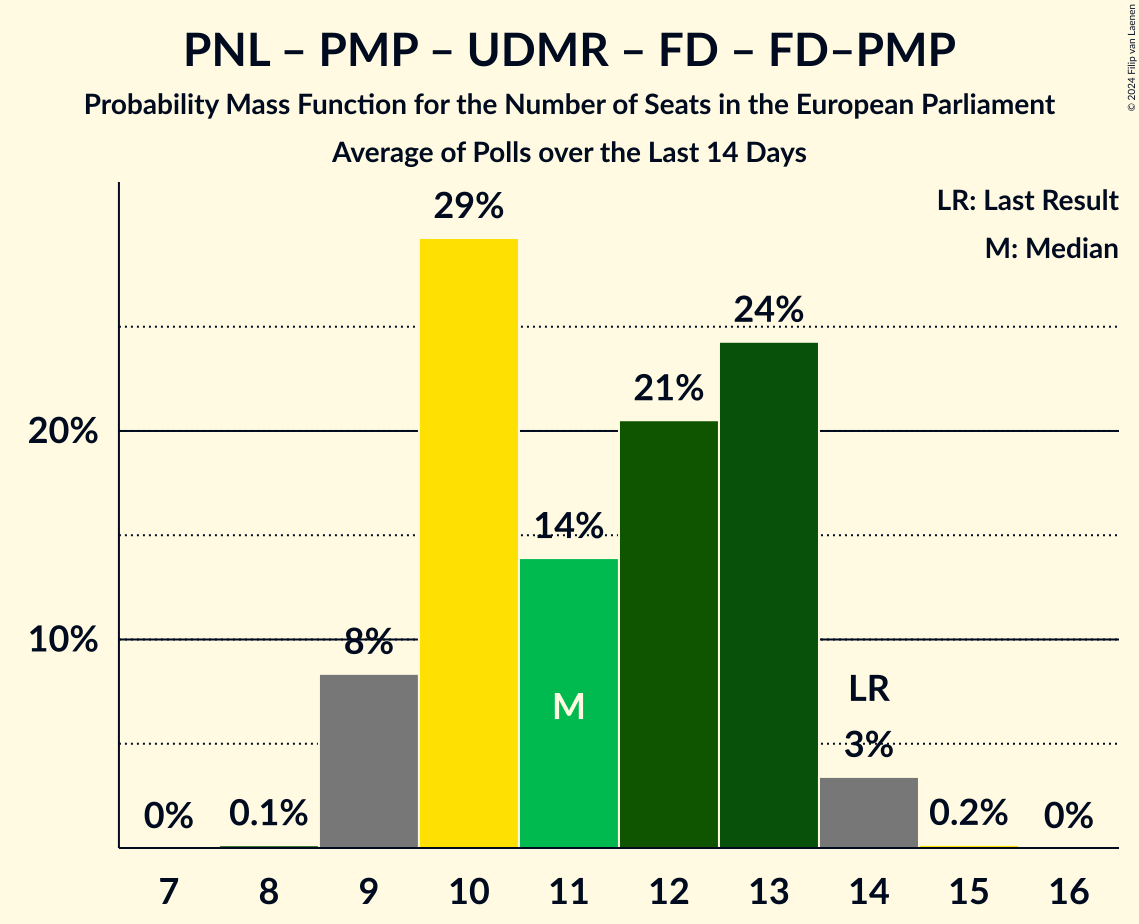 PNL – PMP – UDMR – FD – FD–PMP
Probability Mass Function for the Number of Seats in the European Parliament
Average of Polls over the Last 14 Days
© 2024 Filip van Laenen
LR: Last Result
M: Median
29%
24%
21%
20%
14%
10%
8%
LR
M
3%
0%
0.1%
0.2%
0%
7 8 9 10 11 12 13 14 15 16